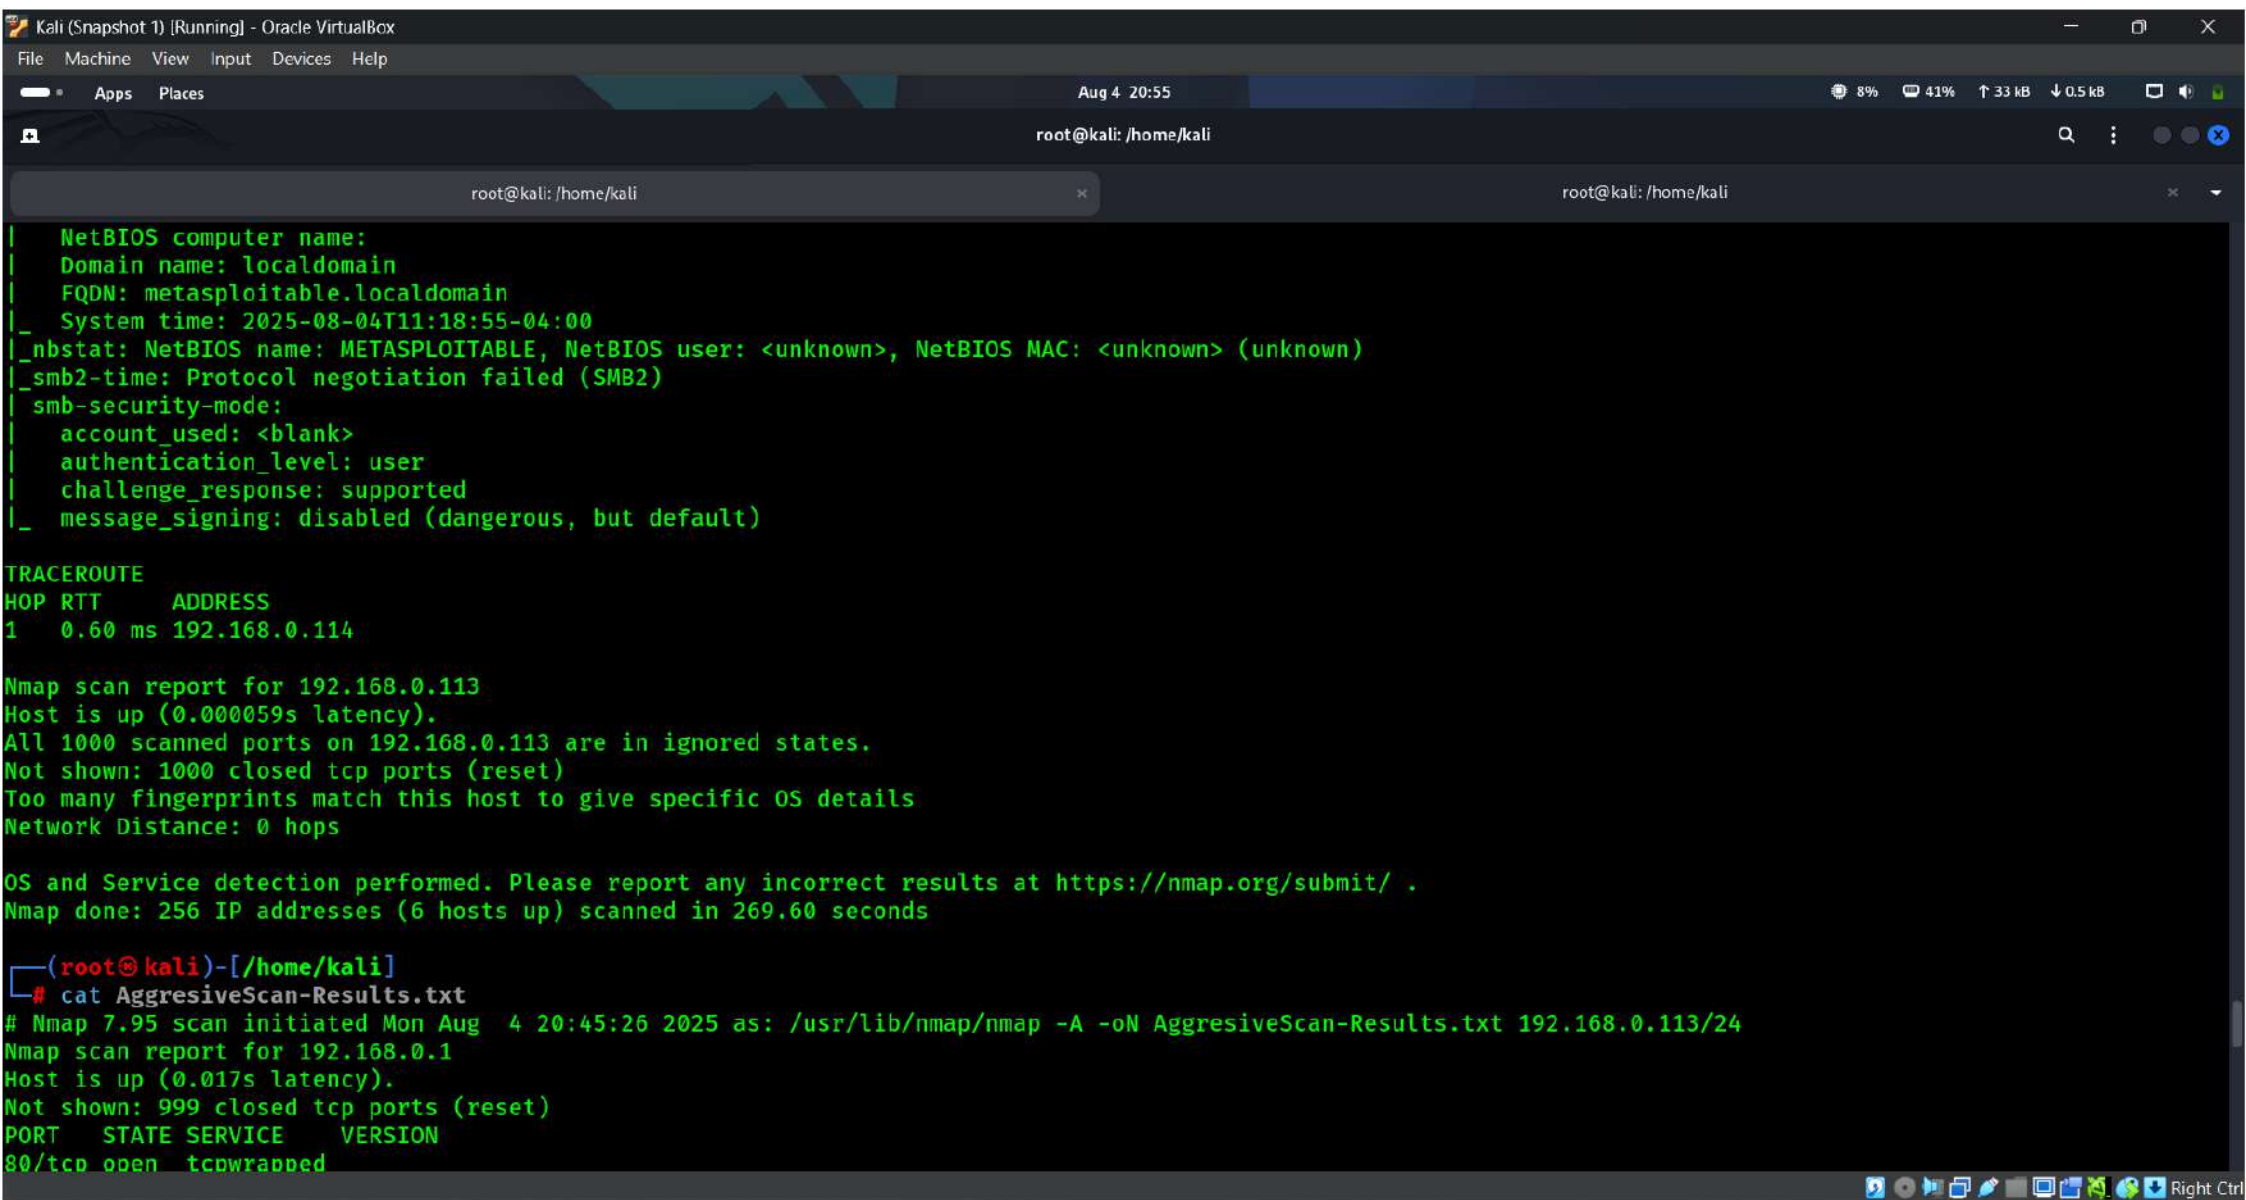 Kali (Snapshot 1) [Running] - Oracle VirtualBox
File Machine View Input Devices Help
Apps Places Aug 4 20:55 8% 41% ↑ 33 kB ↓ 0.5 kB
root@kali: /home/kali
root@kali: /home/kali × root@kali: /home/kali ×
|   NetBIOS computer name:
|   Domain name: localdomain
|   FQDN: metasploitable.localdomain
|_  System time: 2025-08-04T11:18:55-04:00
|_nbstat: NetBIOS name: METASPLOITABLE, NetBIOS user: <unknown>, NetBIOS MAC: <unknown> (unknown)
|_smb2-time: Protocol negotiation failed (SMB2)
| smb-security-mode:
|   account_used: <blank>
|   authentication_level: user
|   challenge_response: supported
|_  message_signing: disabled (dangerous, but default)
TRACEROUTE
HOP RTT     ADDRESS
1   0.60 ms 192.168.0.114
Nmap scan report for 192.168.0.113
Host is up (0.000059s latency).
All 1000 scanned ports on 192.168.0.113 are in ignored states.
Not shown: 1000 closed tcp ports (reset)
Too many fingerprints match this host to give specific OS details
Network Distance: 0 hops
OS and Service detection performed. Please report any incorrect results at https://nmap.org/submit/ .
Nmap done: 256 IP addresses (6 hosts up) scanned in 269.60 seconds
┌──(root㉿kali)-[/home/kali]
└─# cat AggresiveScan-Results.txt
# Nmap 7.95 scan initiated Mon Aug  4 20:45:26 2025 as: /usr/lib/nmap/nmap -A -oN AggresiveScan-Results.txt 192.168.0.113/24
Nmap scan report for 192.168.0.1
Host is up (0.017s latency).
Not shown: 999 closed tcp ports (reset)
PORT   STATE SERVICE    VERSION
80/tcp open  tcpwrapped
Right Ctrl